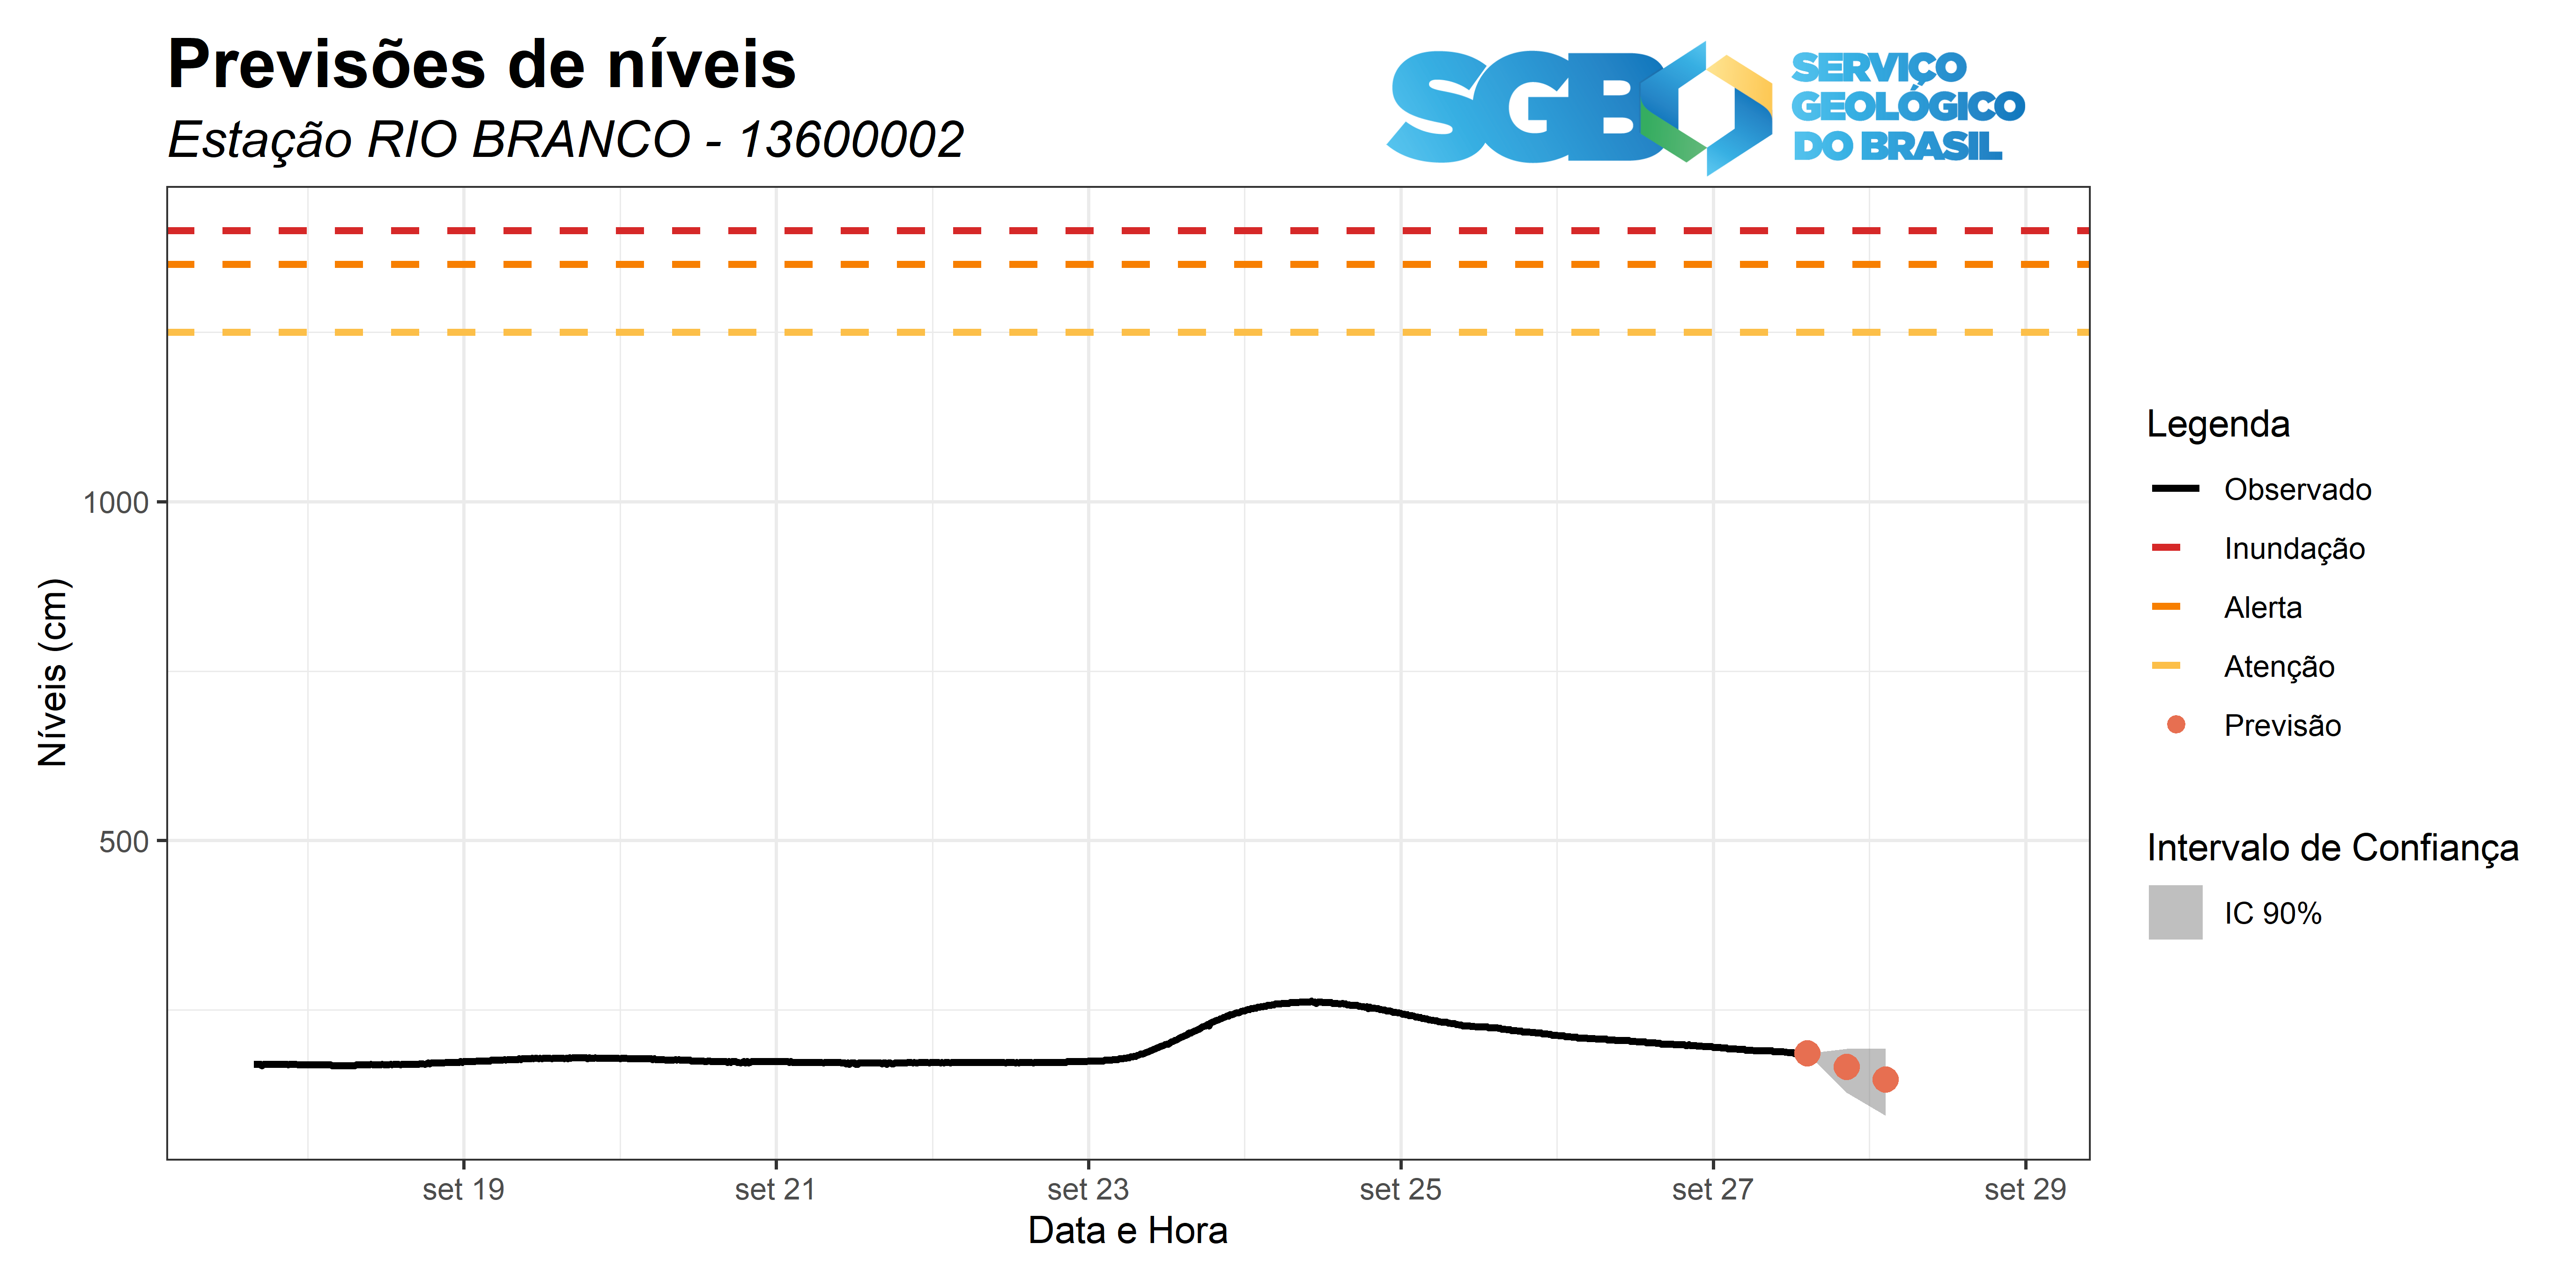 Previsões de níveis
Estação RIO BRANCO - 13600002
SGB
SERVIÇO
GEOLÓGICO
DO BRASIL
Níveis (cm)
1000
500
set 19
set 21
set 23
set 25
set 27
set 29
Data e Hora
Legenda
Observado
Inundação
Alerta
Atenção
Previsão
Intervalo de Confiança
IC 90%